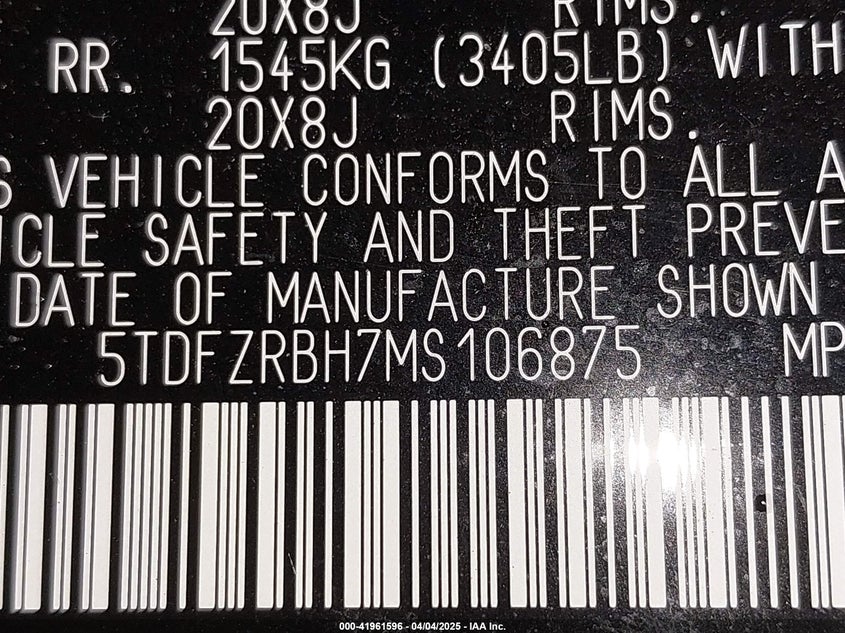 20X8J RIMS.
RR. 1545KG (3405LB) WITH
20X8J RIMS.
S VEHICLE CONFORMS TO ALL A
ICLE SAFETY AND THEFT PREVE
DATE OF MANUFACTURE SHOWN
5TDFZRBH7MS106875 MP
000-41961596 - 04/04/2025 - IAA Inc.